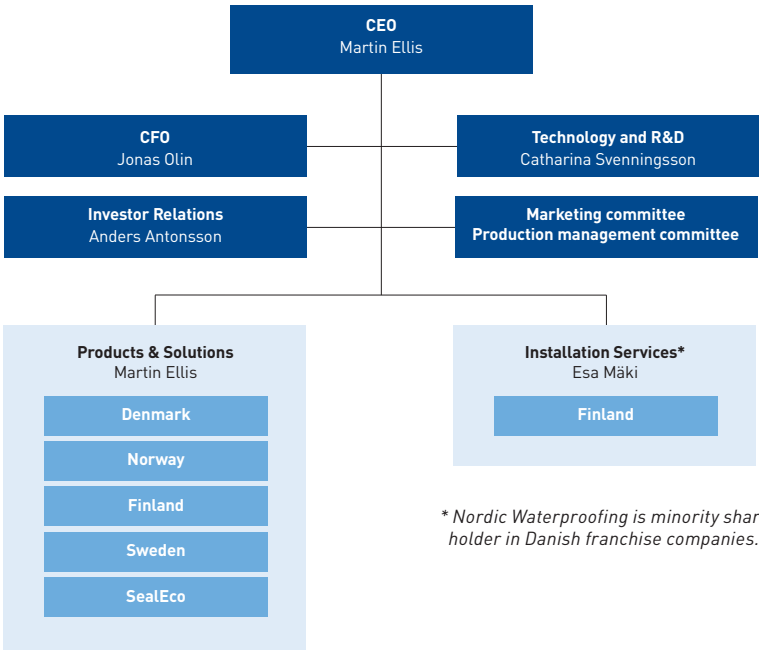 CEO
Martin Ellis
CFO
Jonas Olin
Technology and R&D
Catharina Svenningsson
Investor Relations
Anders Antonsson
Marketing committee
Production management committee
Products & Solutions
Martin Ellis
Denmark
Norway
Finland
Sweden
SealEco
Installation Services*
Esa Mäki
Finland
* Nordic Waterproofing is minority shar
holder in Danish franchise companies.